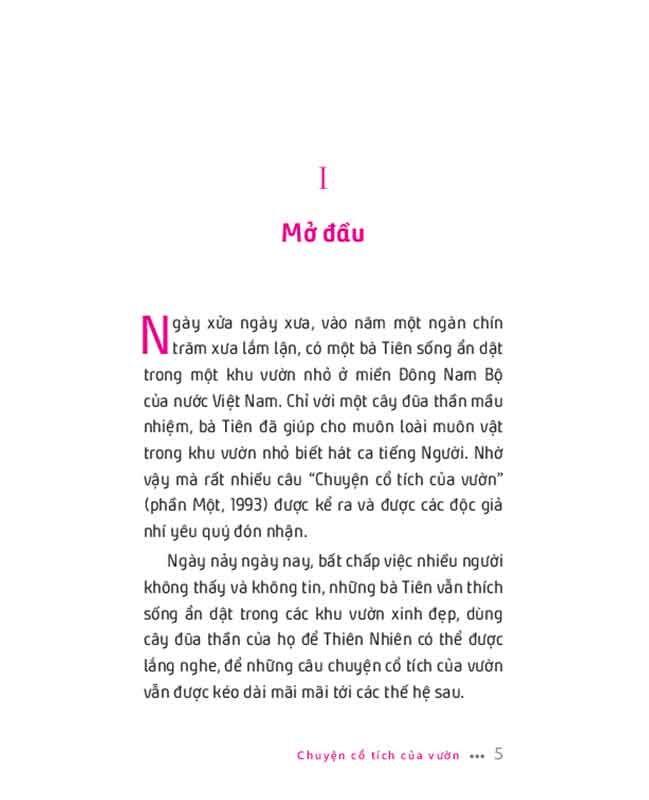 I
Mở đầu
Ngày xửa ngày xưa, vào năm một ngàn chín
trăm xưa lắm lận, có một bà Tiên sống ẩn dật
trong một khu vườn nhỏ ở miền Đông Nam Bộ
của nước Việt Nam. Chỉ với một cây đũa thần mầu
nhiệm, bà Tiên đã giúp cho muôn loài muôn vật
trong khu vườn nhỏ biết hát ca tiếng Người. Nhờ
vậy mà rất nhiều câu “Chuyện cổ tích của vườn”
(phần Một, 1993) được kể ra và được các độc giả
nhí yêu quý đón nhận.
Ngày nảy ngày nay, bất chấp việc nhiều người
không thấy và không tin, những bà Tiên vẫn thích
sống ẩn dật trong các khu vườn xinh đẹp, dùng
cây đũa thần của họ để Thiên Nhiên có thể được
lắng nghe, để những câu chuyện cổ tích của vườn
vẫn được kéo dài mãi mãi tới các thế hệ sau.
Chuyện cổ tích của vườn ••• 5